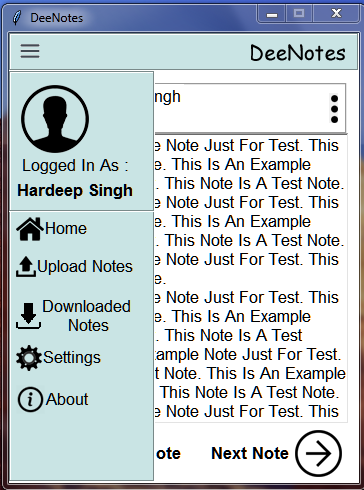 DeeNotes
DeeNotes
Logged In As :
Hardeep Singh
Home
Upload Notes
Downloaded
Notes
Settings
About
ngh
e Note Just For Test. This
e. This Is An Example
. This Note Is A Test Note.
e Note Just For Test. This
e. This Is An Example
. This Note Is A Test Note.
e Note Just For Test. This
e.
e Note Just For Test. This
e. This Is An Example
. This Note Is A Test
ample Note Just For Test.
t Note. This Is An Example
This Note Is A Test Note.
e Note Just For Test. This
ote
Next Note